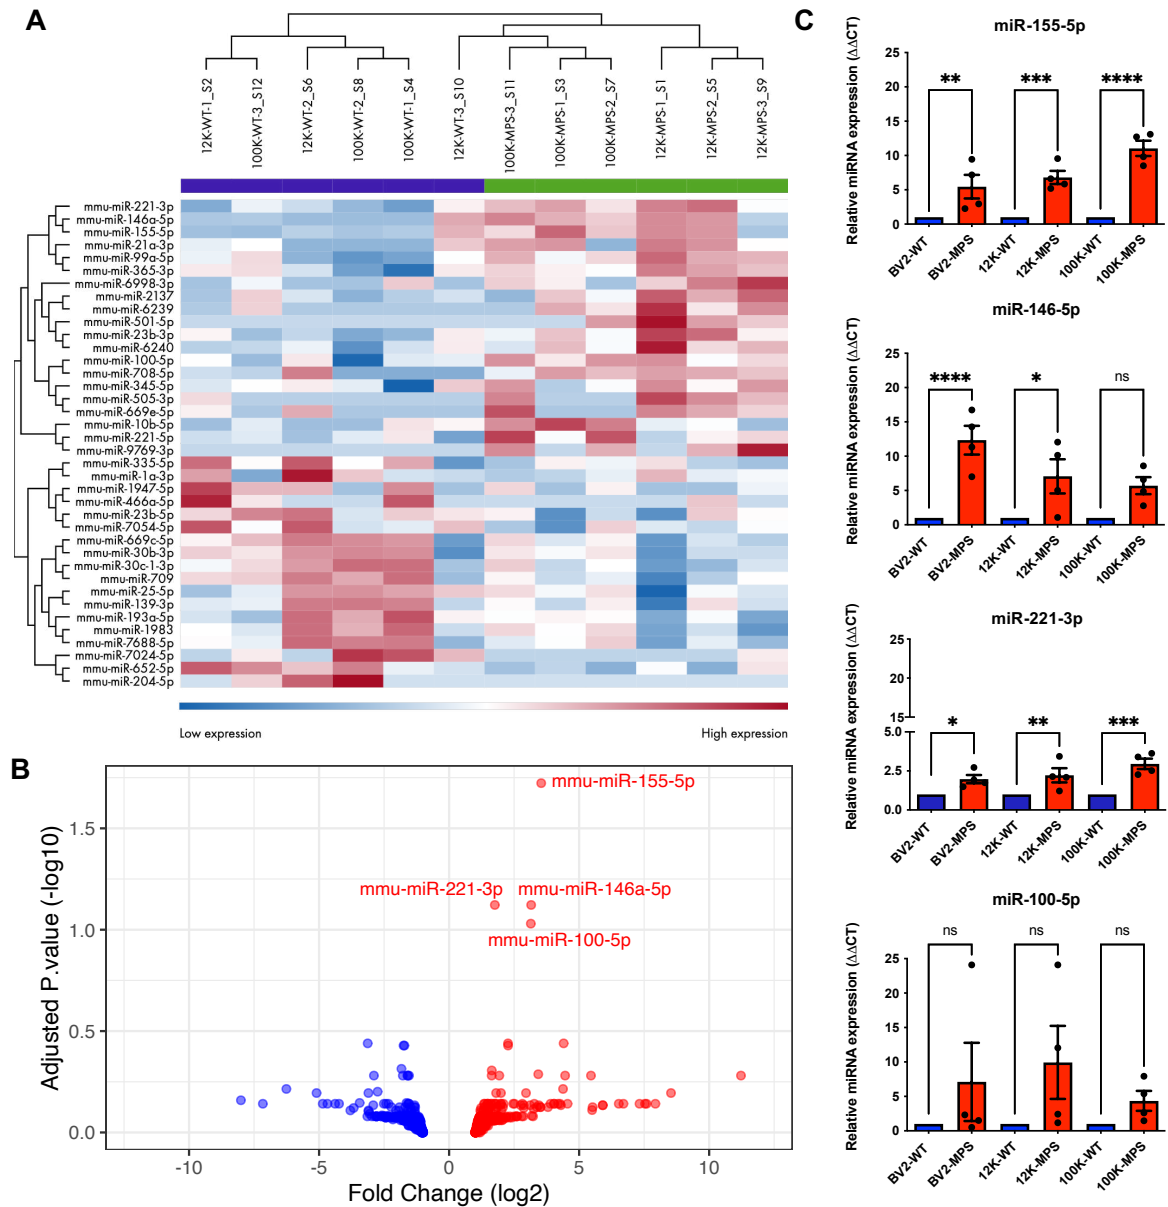 A
12K-WT-1_S2
100K-WT-3_S12
12K-WT-2_S6
100K-WT-2_S8
100K-WT-1_S4
12K-WT-3_S10
100K-MPS-3_S11
100K-MPS-1_S3
100K-MPS-2_S7
12K-MPS-1_S1
12K-MPS-2_S5
12K-MPS-3_S9
mmu-miR-221-3p
mmu-miR-146a-5p
mmu-miR-155-5p
mmu-miR-21a-3p
mmu-miR-99a-5p
mmu-miR-365-3p
mmu-miR-6998-3p
mmu-miR-2137
mmu-miR-6239
mmu-miR-501-5p
mmu-miR-23b-3p
mmu-miR-6240
mmu-miR-100-5p
mmu-miR-708-5p
mmu-miR-345-5p
mmu-miR-505-3p
mmu-miR-669e-5p
mmu-miR-10b-5p
mmu-miR-221-5p
mmu-miR-9769-3p
mmu-miR-335-5p
mmu-miR-1a-3p
mmu-miR-1947-5p
mmu-miR-466a-5p
mmu-miR-23b-5p
mmu-miR-7054-5p
mmu-miR-669c-5p
mmu-miR-30b-3p
mmu-miR-30c-1-3p
mmu-miR-709
mmu-miR-25-5p
mmu-miR-139-3p
mmu-miR-193a-5p
mmu-miR-1983
mmu-miR-7688-5p
mmu-miR-7024-5p
mmu-miR-652-5p
mmu-miR-204-5p
Low expression
High expression
B
Adjusted P.value (-log10)
1.5
1.0
0.5
0.0
mmu-miR-155-5p
mmu-miR-221-3p
mmu-miR-146a-5p
mmu-miR-100-5p
-10
-5
0
5
10
Fold Change (log2)
C
miR-155-5p
Relative miRNA expression (ΔΔCT)
25
20
15
10
5
0
**
***
****
BV2-WT
BV2-MPS
12K-WT
12K-MPS
100K-WT
100K-MPS
miR-146-5p
Relative miRNA expression (ΔΔCT)
25
20
15
10
5
0
****
*
ns
BV2-WT
BV2-MPS
12K-WT
12K-MPS
100K-WT
100K-MPS
miR-221-3p
Relative miRNA expression (ΔΔCT)
25
20
15
5.0
2.5
0.0
*
**
***
BV2-WT
BV2-MPS
12K-WT
12K-MPS
100K-WT
100K-MPS
miR-100-5p
Relative miRNA expression (ΔΔCT)
25
20
15
10
5
0
ns
ns
ns
BV2-WT
BV2-MPS
12K-WT
12K-MPS
100K-WT
100K-MPS